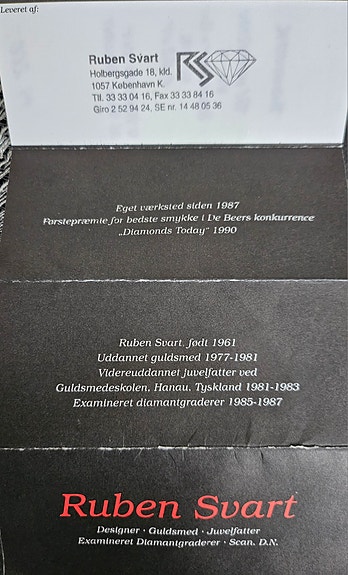 Leveret af:
Ruben Svart
Holbergsgade 18, kld.
1057 København K.
Tlf. 33 33 04 16, Fax 33 33 84 16
Giro 2 52 94 24, SE nr. 14 48 05 36
RS
Eget værksted siden 1987
Førstepræmie for bedste smykke i De Beers konkurrence
„Diamonds Today" 1990
Ruben Svart, født 1961
Uddannet guldsmed 1977-1981
Videreuddannet juvelfatter ved
Guldsmedeskolen, Hanau, Tyskland 1981-1983
Examineret diamantgraderer 1985-1987
Ruben Svart
Designer · Guldsmed · Juvelfatter
Examineret Diamantgraderer · Scan. D.N.